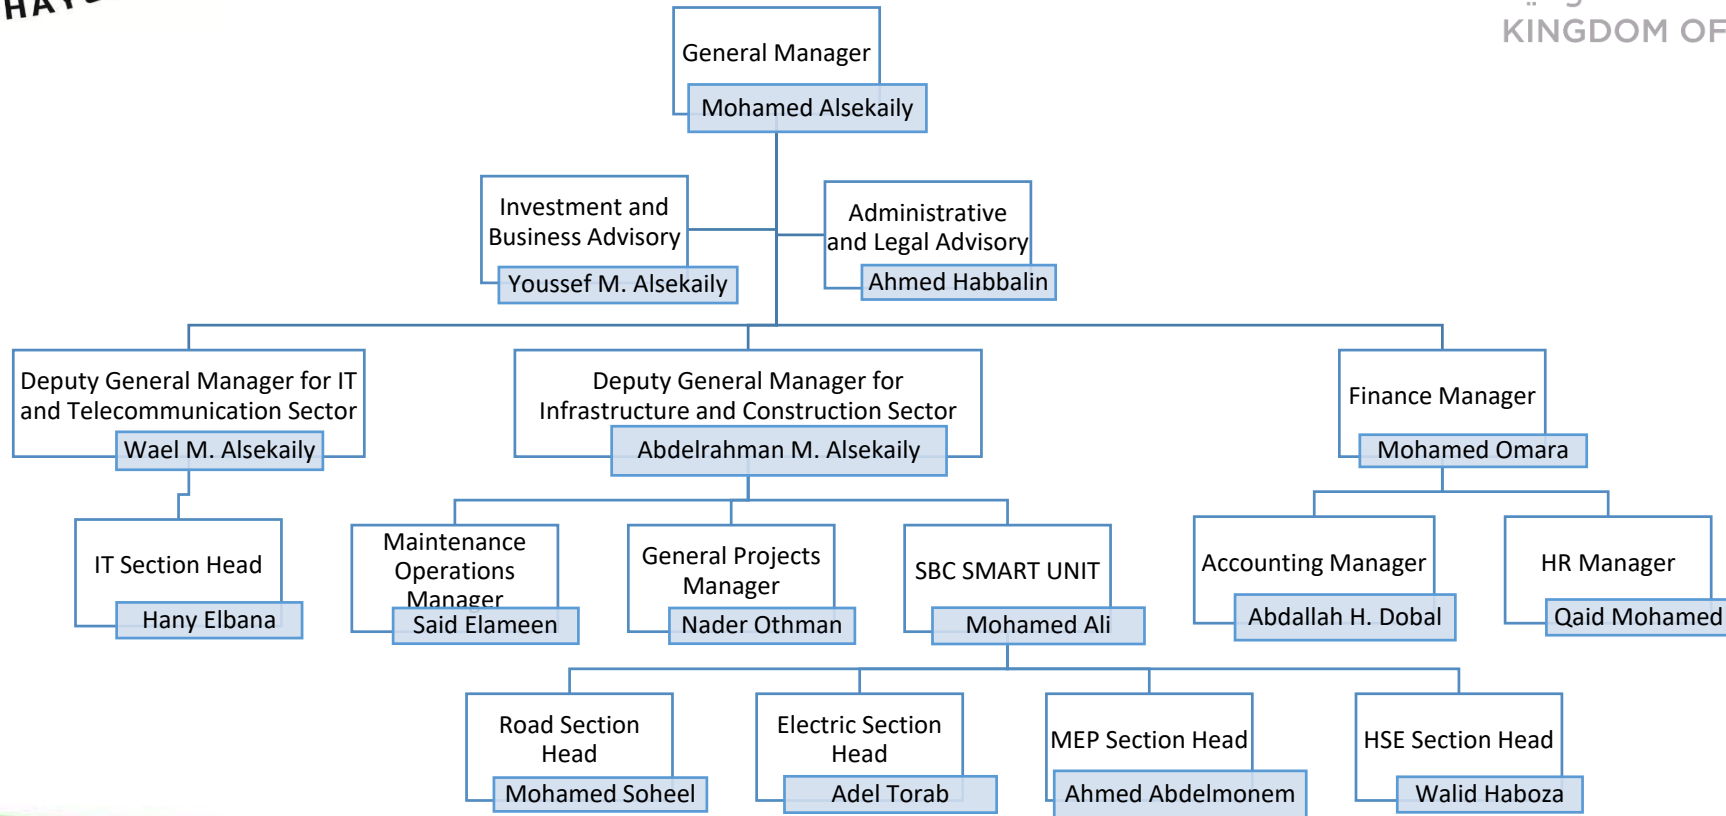 KINGDOM OF
General Manager
Mohamed Alsekaily
Investment and
Business Advisory
Youssef M. Alsekaily
Administrative
and Legal Advisory
Ahmed Habbalin
Deputy General Manager for IT
and Telecommunication Sector
Wael M. Alsekaily
Deputy General Manager for
Infrastructure and Construction Sector
Abdelrahman M. Alsekaily
Finance Manager
Mohamed Omara
IT Section Head
Hany Elbana
Maintenance
Operations
Manager
Said Elameen
General Projects
Manager
Nader Othman
SBC SMART UNIT
Mohamed Ali
Accounting Manager
Abdallah H. Dobal
HR Manager
Qaid Mohamed
Road Section
Head
Mohamed Soheel
Electric Section
Head
Adel Torab
MEP Section Head
Ahmed Abdelmonem
HSE Section Head
Walid Haboza